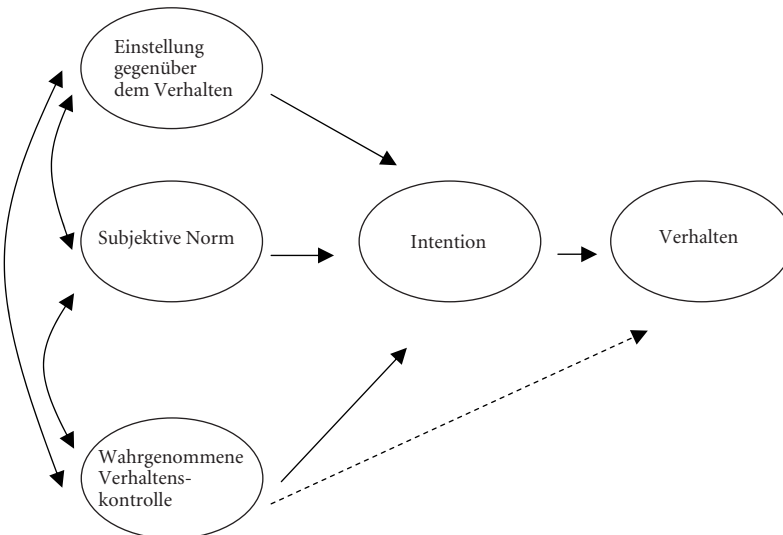 Einstellung
gegenüber
dem Verhalten
Subjektive Norm
Intention
Verhalten
Wahrgenommene
Verhaltens-
kontrolle